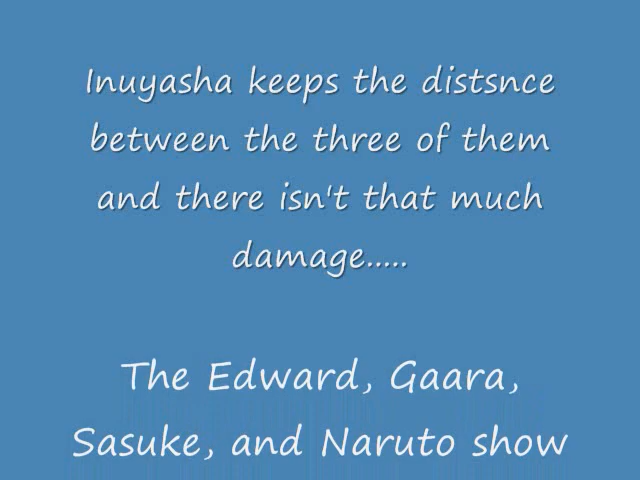 Inuyasha keeps the distsnce
between the three of them
and there isn't that much
damage.....
The Edward, Gaara,
Sasuke, and Naruto show